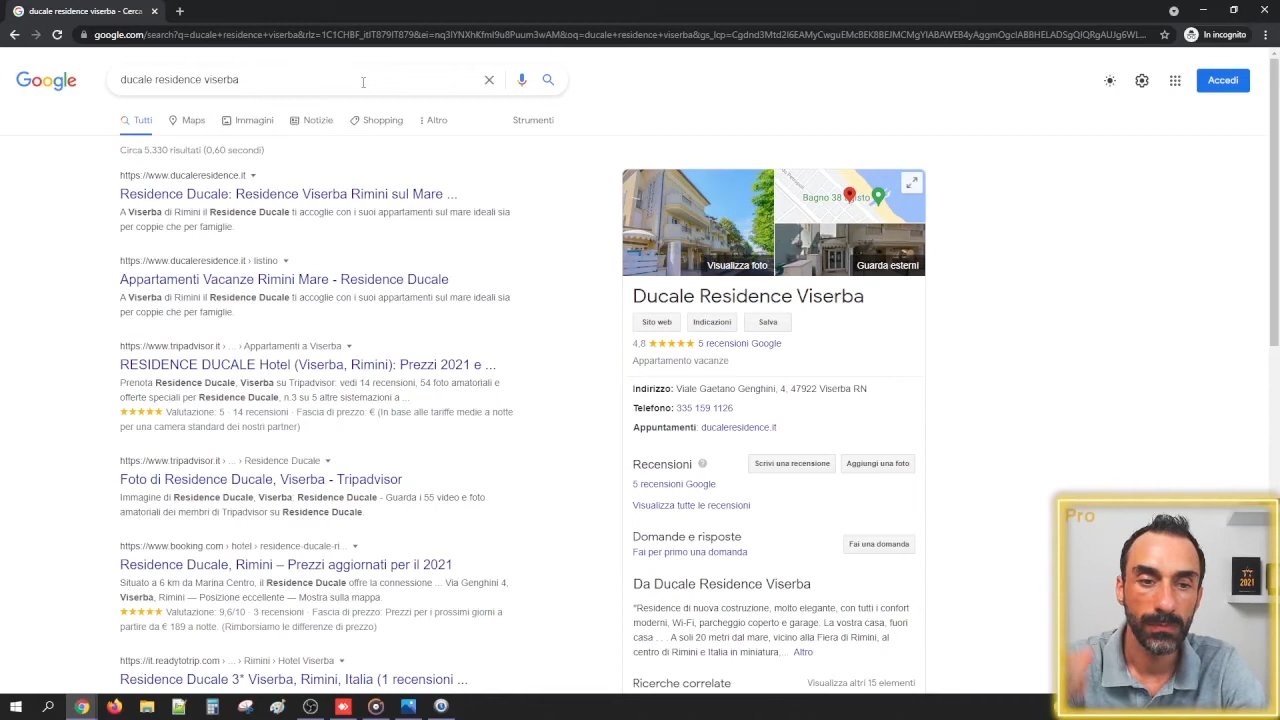 ducale residence viserba - Cerca
google.com/search?q=ducale+residence+viserba&rlz=1C1CHBF_itIT879IT879&ei=nq3IYNXhKfmI9u8Puum3wAM&oq=ducale+residence+viserba&gs_lcp=
In incognito
Google
ducale residence viserba
Accedi
Tutti
Maps
Immagini
Notizie
Shopping
Altro
Strumenti
Circa 5.330 risultati (0,60 secondi)
https://www.ducaleresidence.it
Residence Ducale: Residence Viserba Rimini sul Mare ...
A Viserba di Rimini il Residence Ducale ti accoglie con i suoi appartamenti sul mare ideali sia
per coppie che per famiglie.
https://www.ducaleresidence.it › listino
Appartamenti Vacanze Rimini Mare - Residence Ducale
A Viserba di Rimini il Residence Ducale ti accoglie con i suoi appartamenti sul mare ideali sia
per coppie che per famiglie.
https://www.tripadvisor.it › ... › Appartamenti a Viserba
RESIDENCE DUCALE Hotel (Viserba, Rimini): Prezzi 2021 e ...
Prenota Residence Ducale, Viserba su Tripadvisor: vedi 14 recensioni, 54 foto amatoriali e
offerte speciali per Residence Ducale, n.3 su 5 altre sistemazioni a ...
Valutazione: 5 · 14 recensioni · Fascia di prezzo: € (In base alle tariffe medie a notte
per una camera standard dei nostri partner)
https://www.tripadvisor.it › ... › Residence Ducale
Foto di Residence Ducale, Viserba - Tripadvisor
Immagine di Residence Ducale, Viserba: Residence Ducale - Guarda i 55 video e foto
amatoriali dei membri di Tripadvisor su Residence Ducale.
https://www.booking.com › hotel › residence-ducale-ri...
Residence Ducale, Rimini – Prezzi aggiornati per il 2021
Situato a 6 km da Marina Centro, il Residence Ducale offre la connessione ... Via Genghini 4,
Viserba, Rimini — Posizione eccellente — Mostra sulla mappa.
Valutazione: 9,6/10 · 3 recensioni · Fascia di prezzo: Prezzi per i prossimi giorni a
partire da € 189 a notte. (Rimborsiamo le differenze di prezzo)
https://it.readytotrip.com › ... › Rimini › Hotel Viserba
Residence Ducale 3* Viserba, Rimini, Italia (1 recensioni ...
Bagno 38
Visualizza foto
Guarda esterni
Ducale Residence Viserba
Sito web
Indicazioni
Salva
4,8
5 recensioni Google
Appartamento vacanze
Indirizzo: Viale Gaetano Genghini, 4, 47922 Viserba RN
Telefono: 335 159 1126
Appuntamenti: ducaleresidence.it
Recensioni
Scrivi una recensione
Aggiungi una foto
5 recensioni Google
Visualizza tutte le recensioni
Domande e risposte
Fai una domanda
Fai per primo una domanda
Da Ducale Residence Viserba
"Residence di nuova costruzione, molto elegante, con tutti i confort
moderni, Wi-Fi, parcheggio coperto e garage. La vostra casa, fuori
casa . . . A soli 20 metri dal mare, vicino alla Fiera di Rimini, al
centro di Rimini e Italia in miniatura,... Altro
Ricerche correlate
Visualizza altri 15 elementi
Pro
2021